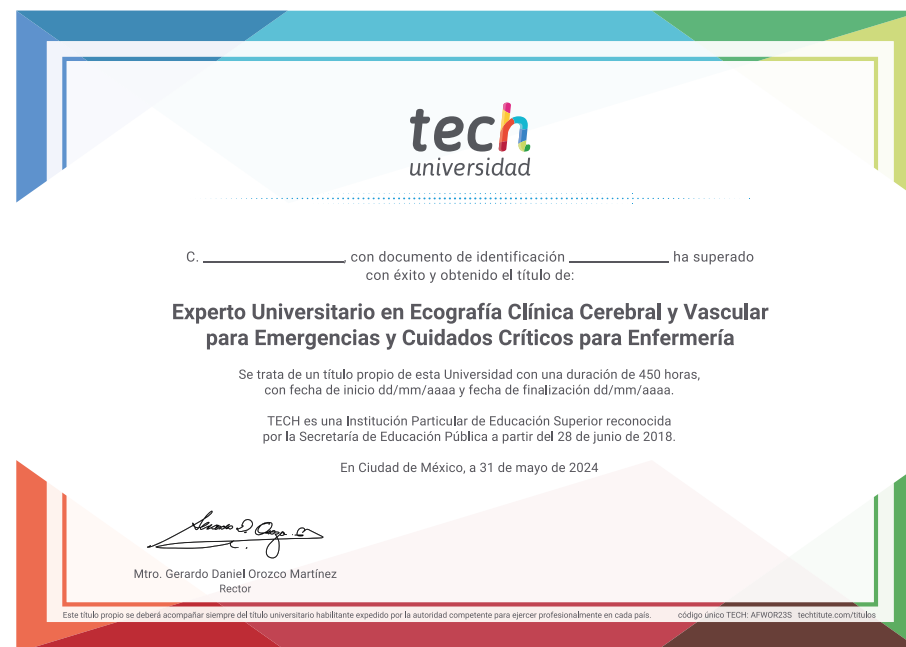 tech
universidad
C. ____________, con documento de identificación ____________ ha superado
con éxito y obtenido el título de:
Experto Universitario en Ecografía Clínica Cerebral y Vascular
para Emergencias y Cuidados Críticos para Enfermería
Se trata de un título propio de esta Universidad con una duración de 450 horas,
con fecha de inicio dd/mm/aaaa y fecha de finalización dd/mm/aaaa.
TECH es una Institución Particular de Educación Superior reconocida
por la Secretaría de Educación Pública a partir del 28 de junio de 2018.
En Ciudad de México, a 31 de mayo de 2024
Mtro. Gerardo Daniel Orozco Martínez
Rector
Este título propio se deberá acompañar siempre del título universitario habilitante expedido por la autoridad competente para ejercer profesionalmente en cada país. código único TECH: AFWOR23S techtitute.com/titulos